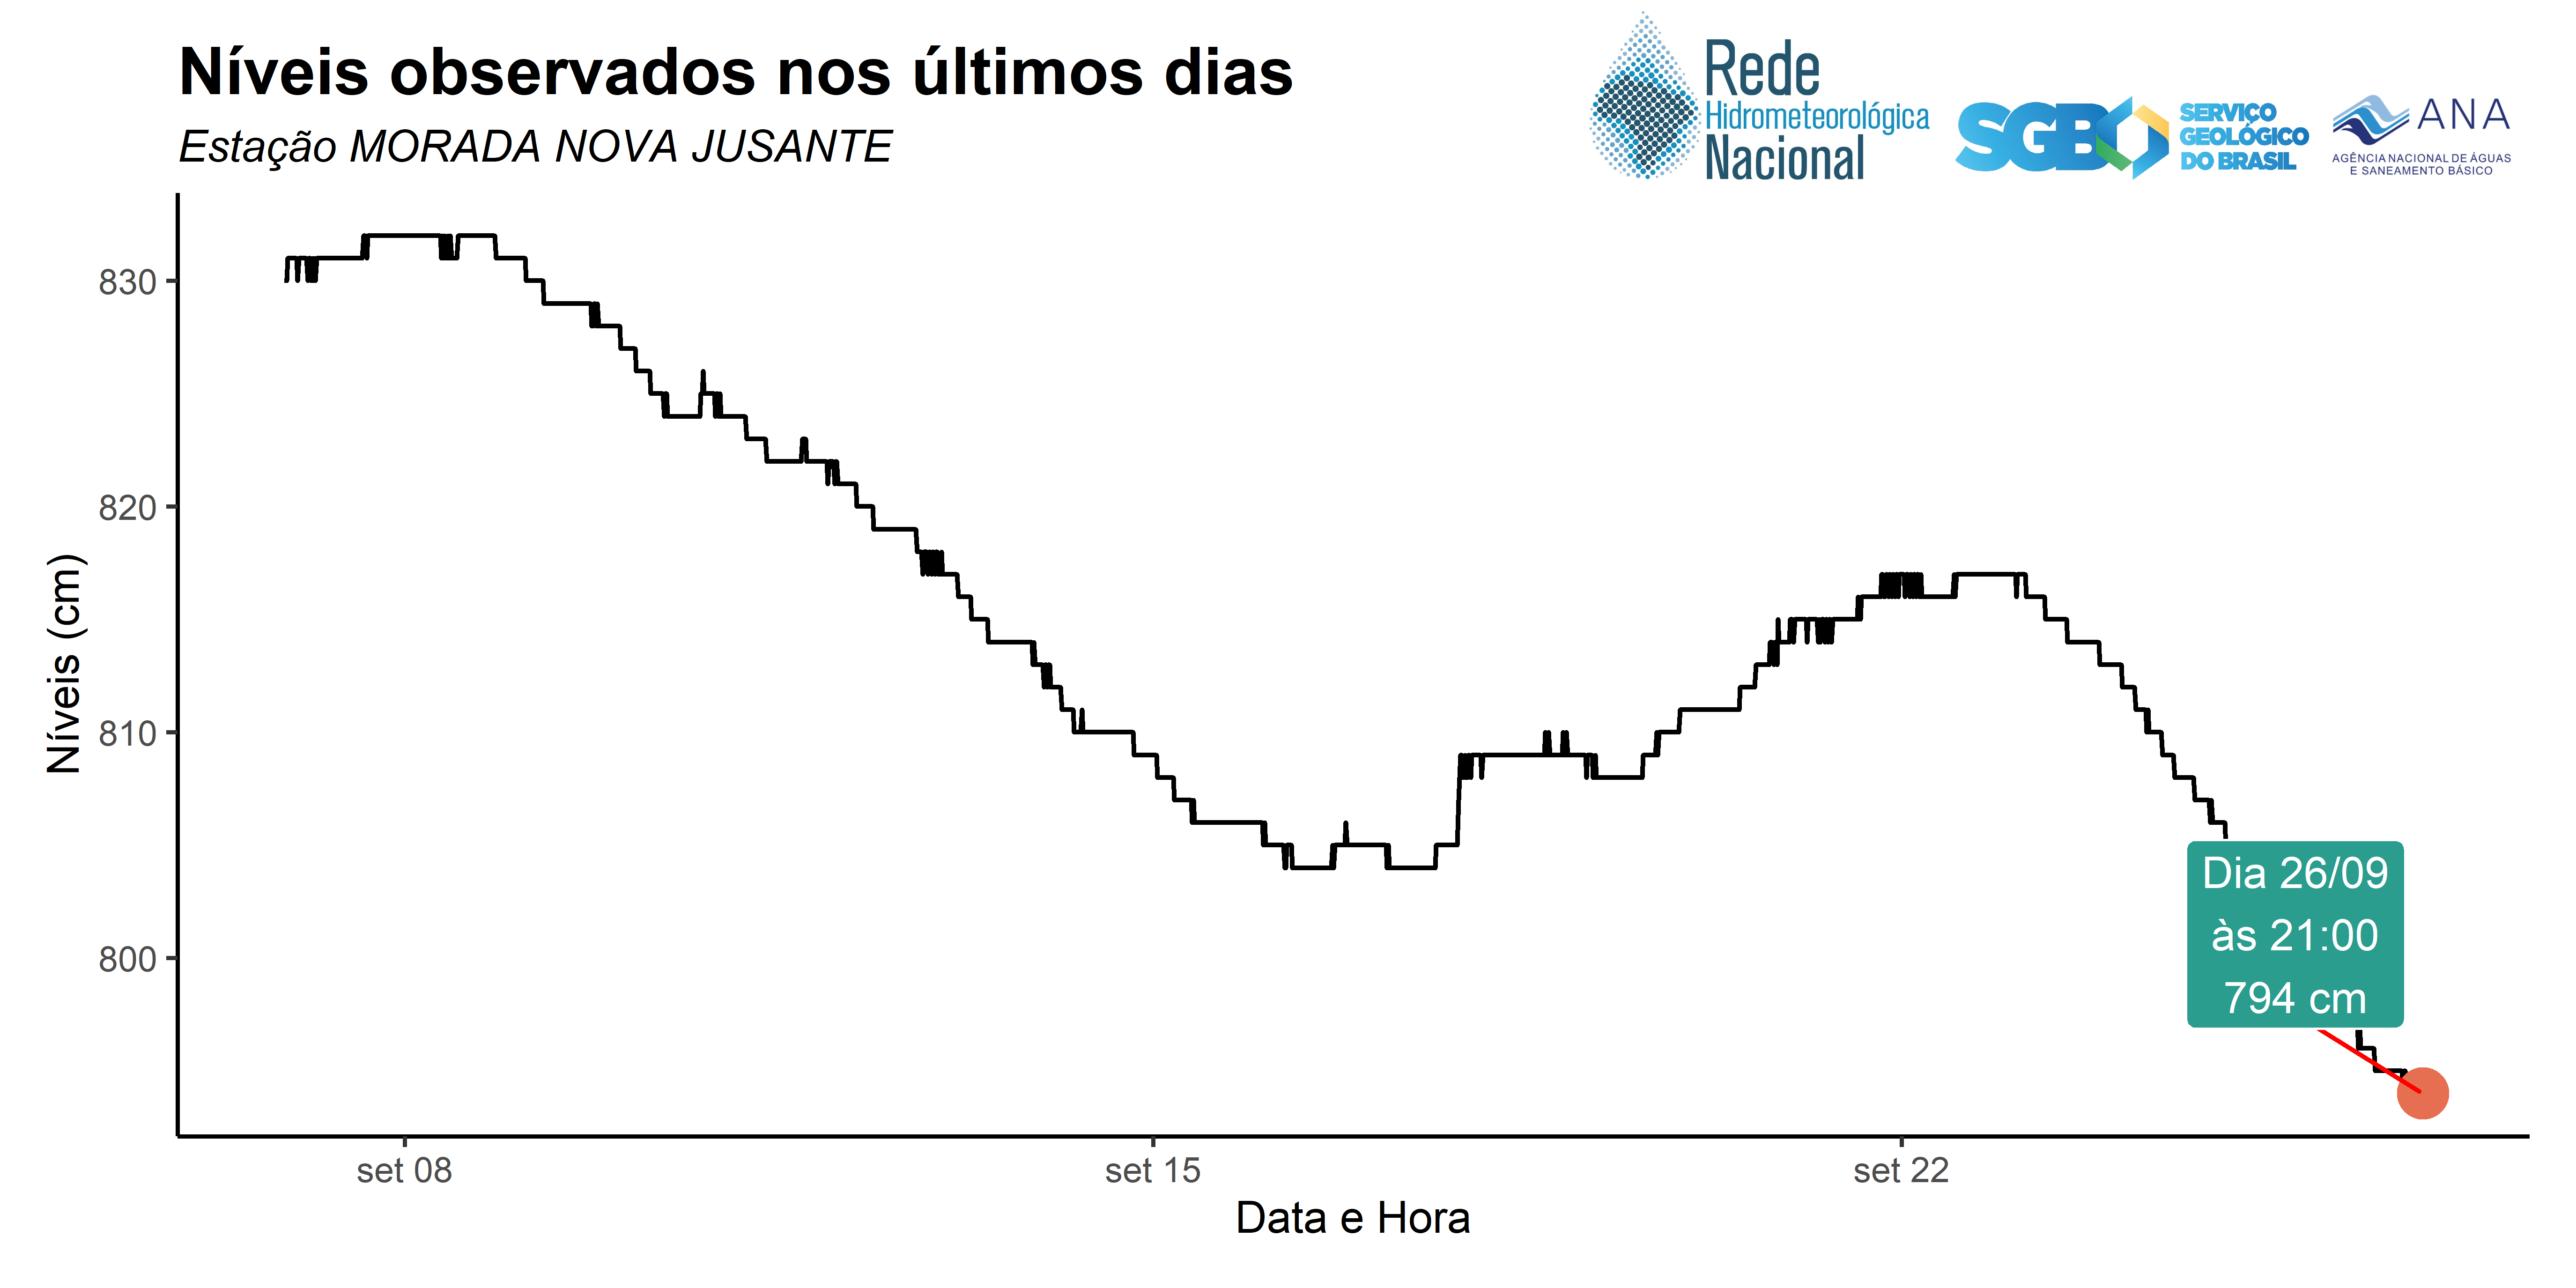 Níveis observados nos últimos dias
Estação MORADA NOVA JUSANTE
Rede
Hidrometeorológica
Nacional
SGB
SERVIÇO
GEOLÓGICO
DO BRASIL
ANA
AGÊNCIA NACIONAL DE ÁGUAS
E SANEAMENTO BÁSICO
Níveis (cm)
830
820
810
800
Dia 26/09
às 21:00
794 cm
set 08
set 15
set 22
Data e Hora